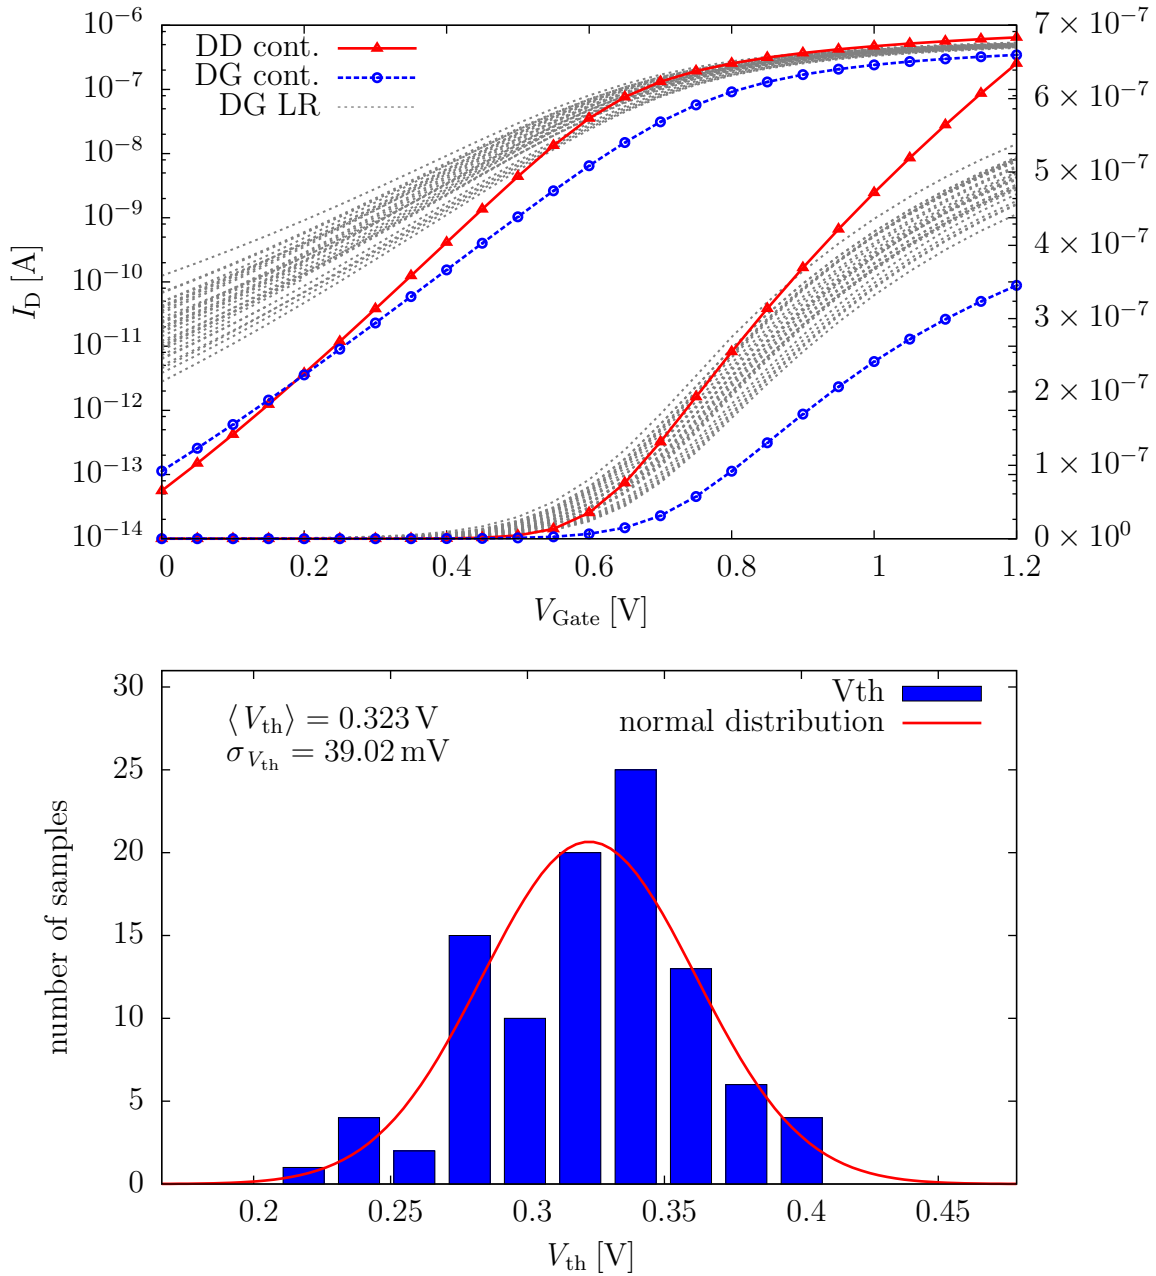 DD cont.
DG cont.
DG LR
I_D [A]
10^-6
10^-7
10^-8
10^-9
10^-10
10^-11
10^-12
10^-13
10^-14
7 × 10^-7
6 × 10^-7
5 × 10^-7
4 × 10^-7
3 × 10^-7
2 × 10^-7
1 × 10^-7
0 × 10^0
0 0.2 0.4 0.6 0.8 1 1.2
V_Gate [V]
⟨V_th⟩ = 0.323 V
σ_V_th = 39.02 mV
Vth
normal distribution
number of samples
30
25
20
15
10
5
0
0.2 0.25 0.3 0.35 0.4 0.45
V_th [V]